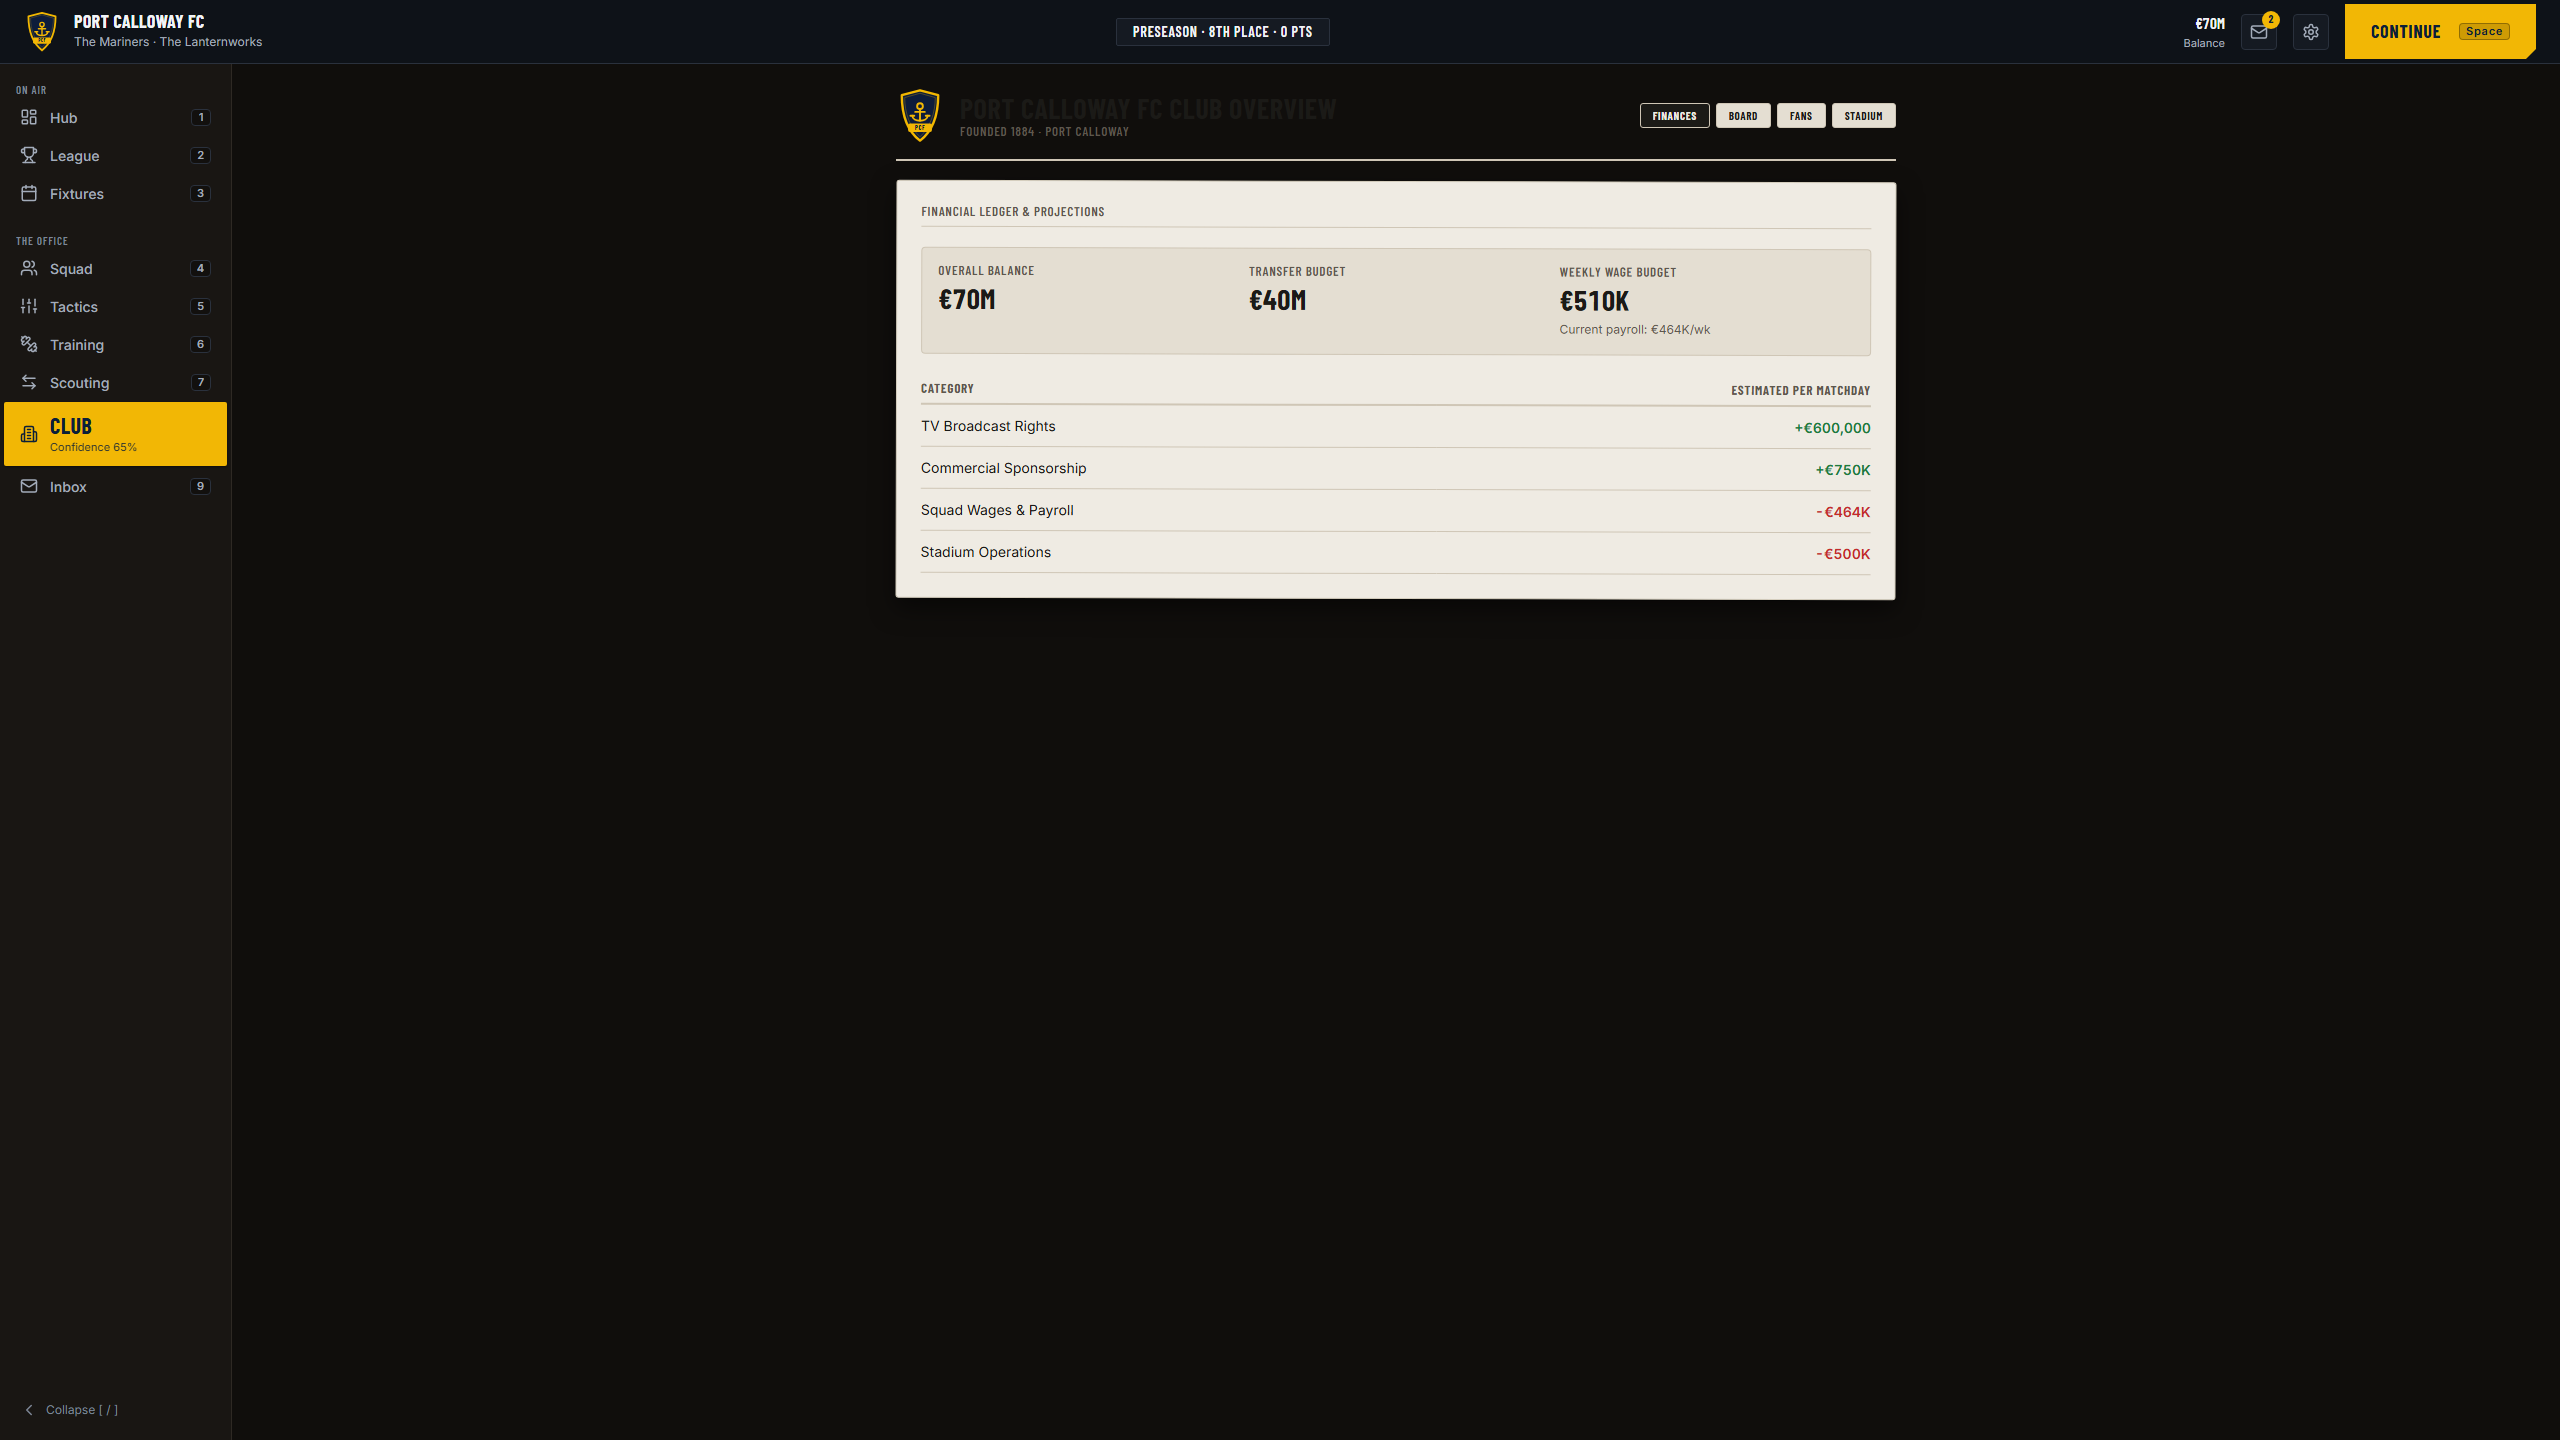 PORT CALLOWAY FC
The Mariners · The Lanternworks
PRESEASON · 8TH PLACE · 0 PTS
€70M
Balance
2
CONTINUE Space
ON AIR
Hub 1
League 2
Fixtures 3
THE OFFICE
Squad 4
Tactics 5
Training 6
Scouting 7
CLUB
Confidence 65%
Inbox 9
Collapse [ / ]
PCF
PORT CALLOWAY FC CLUB OVERVIEW
FOUNDED 1884 · PORT CALLOWAY
FINANCES BOARD FANS STADIUM
FINANCIAL LEDGER & PROJECTIONS
OVERALL BALANCE TRANSFER BUDGET WEEKLY WAGE BUDGET
€70M €40M €510K
Current payroll: €464K/wk
CATEGORY ESTIMATED PER MATCHDAY
TV Broadcast Rights +€600,000
Commercial Sponsorship +€750K
Squad Wages & Payroll -€464K
Stadium Operations -€500K